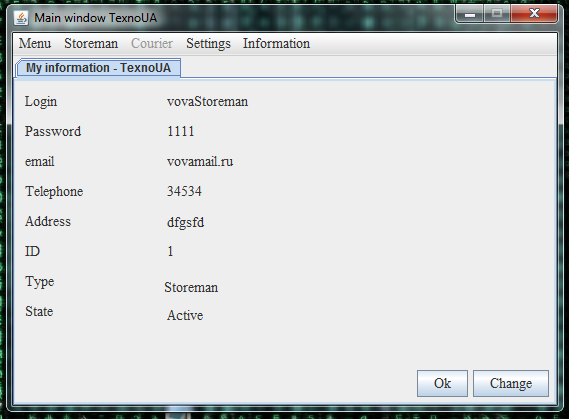 Main window TexnoUA
Menu Storeman Courier Settings Information
My information - TexnoUA
Login vovaStoreman
Password 1111
email vovamail.ru
Telephone 34534
Address dfgsfd
ID 1
Type Storeman
State Active
Ok Change